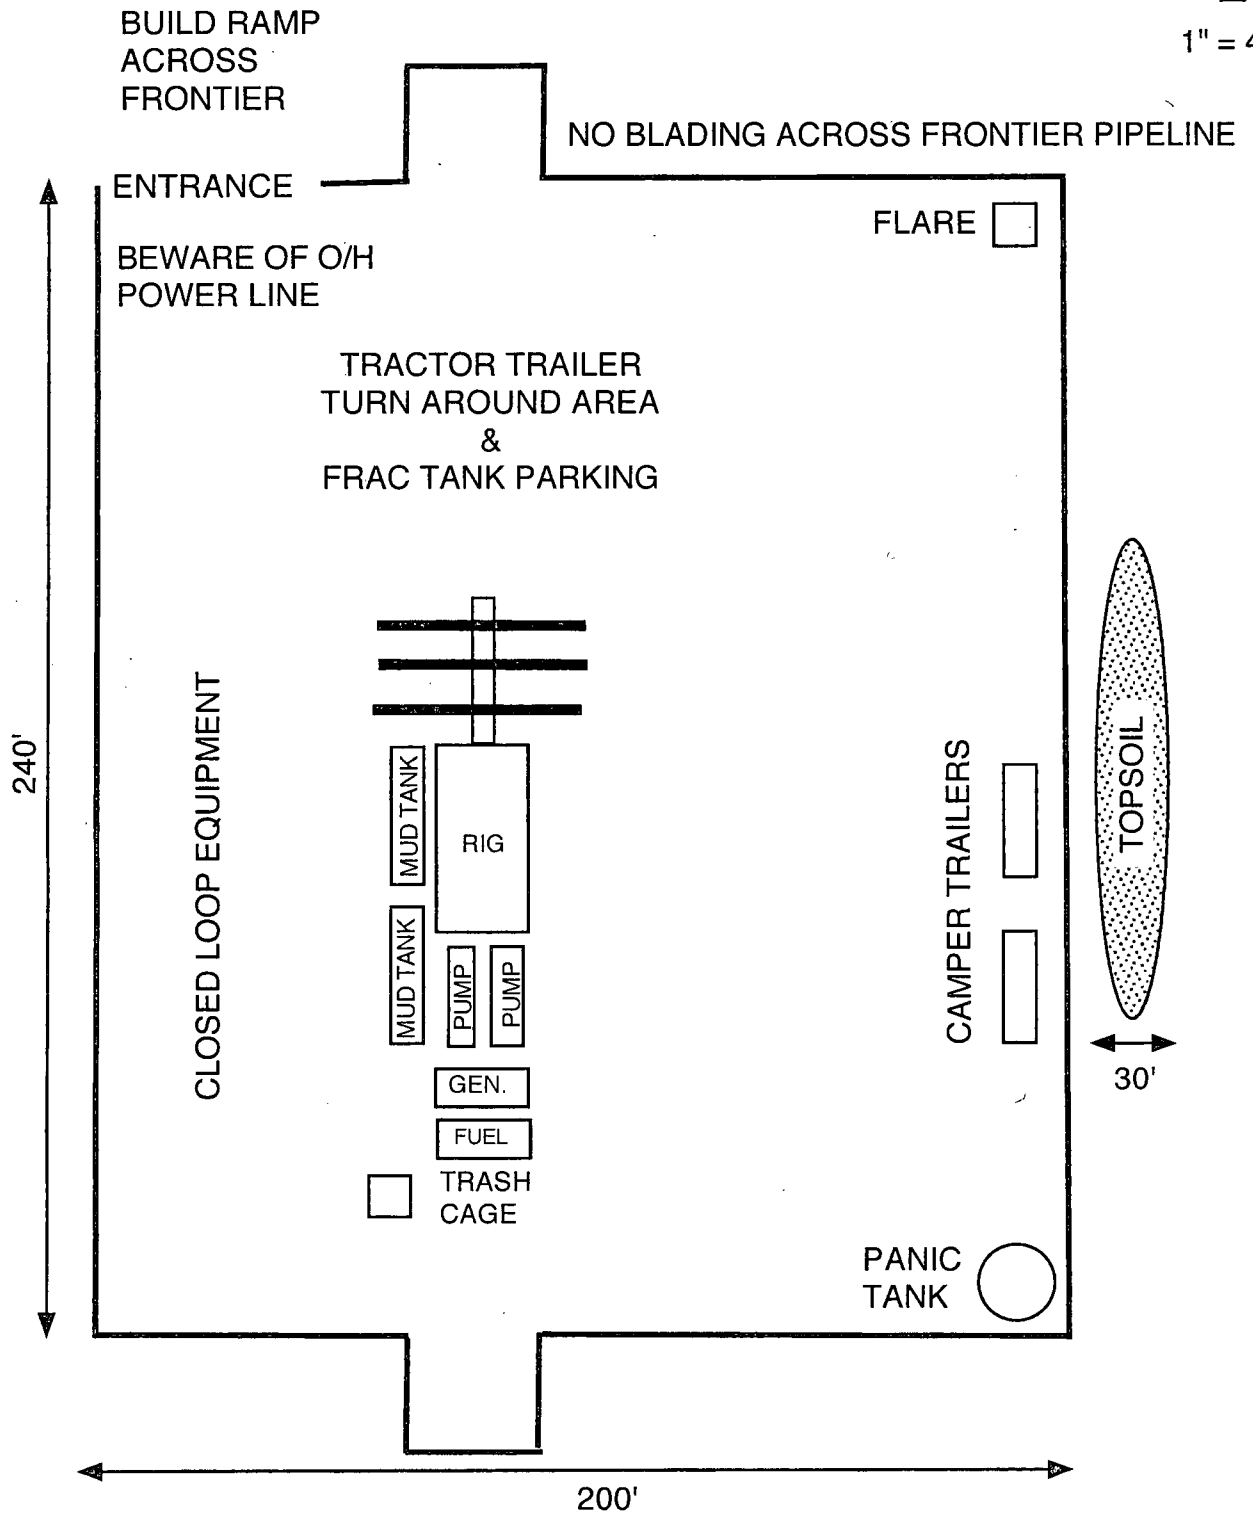 1" = 4
BUILD RAMP
ACROSS
FRONTIER
NO BLADING ACROSS FRONTIER PIPELINE
ENTRANCE
FLARE
BEWARE OF O/H
POWER LINE
TRACTOR TRAILER
TURN AROUND AREA
&
FRAC TANK PARKING
240'
CLOSED LOOP EQUIPMENT
MUD TANK
RIG
MUD TANK
PUMP
PUMP
GEN.
FUEL
TRASH
CAGE
CAMPER TRAILERS
TOPSOIL
30'
PANIC
TANK
200'